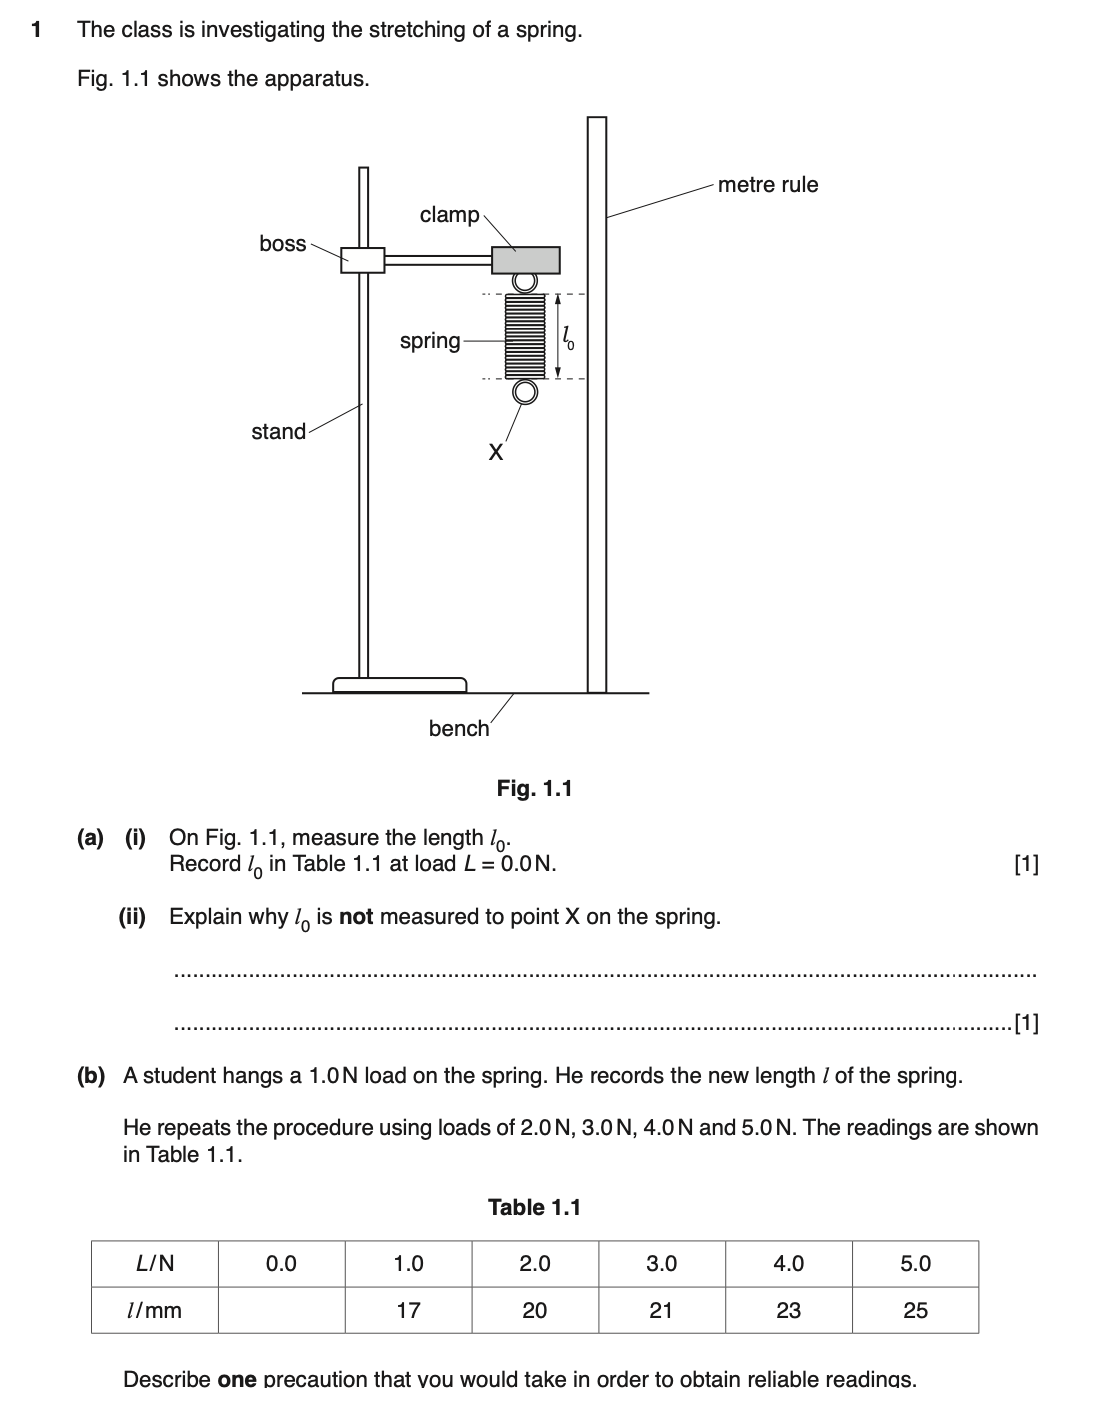 1 The class is investigating the stretching of a spring.
Fig. 1.1 shows the apparatus.
metre rule
clamp
boss
spring
l0
stand
X
bench
Fig. 1.1
(a) (i) On Fig. 1.1, measure the length l0.
Record l0 in Table 1.1 at load L = 0.0 N. [1]
(ii) Explain why l0 is not measured to point X on the spring.
..........................................................................................................................................
......................................................................................................................................[1]
(b) A student hangs a 1.0 N load on the spring. He records the new length l of the spring.
He repeats the procedure using loads of 2.0 N, 3.0 N, 4.0 N and 5.0 N. The readings are shown
in Table 1.1.
Table 1.1
L/N 0.0 1.0 2.0 3.0 4.0 5.0
l/mm 17 20 21 23 25
Describe one precaution that you would take in order to obtain reliable readings.